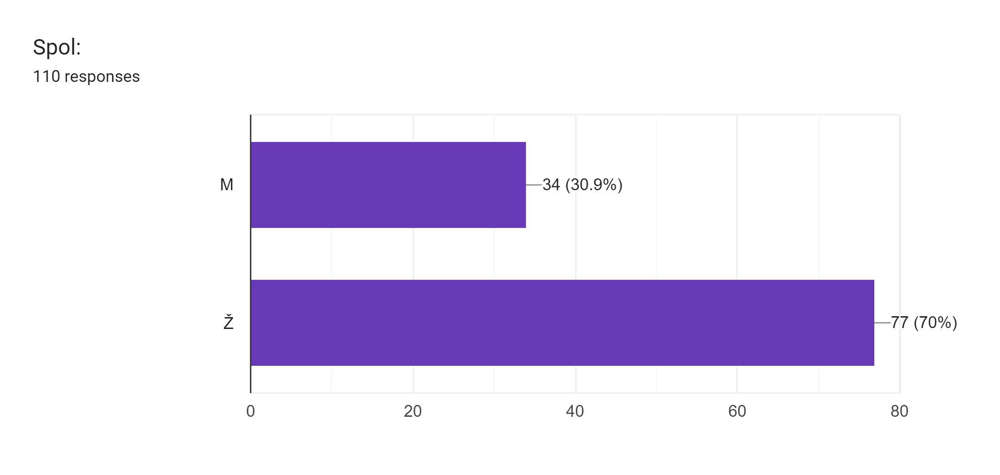 Spol:
110 responses
M
34 (30.9%)
Ž
77 (70%)
0 20 40 60 80